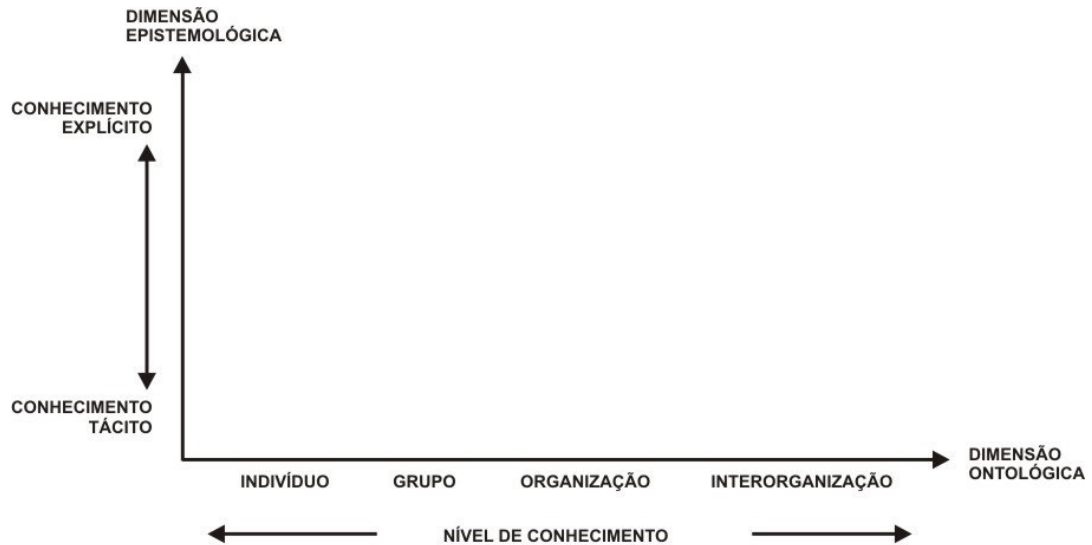 DIMENSÃO
EPISTEMOLÓGICA
CONHECIMENTO
EXPLÍCITO
CONHECIMENTO
TÁCITO
DIMENSÃO
ONTOLÓGICA
INDIVÍDUO GRUPO ORGANIZAÇÃO INTERORGANIZAÇÃO
NÍVEL DE CONHECIMENTO